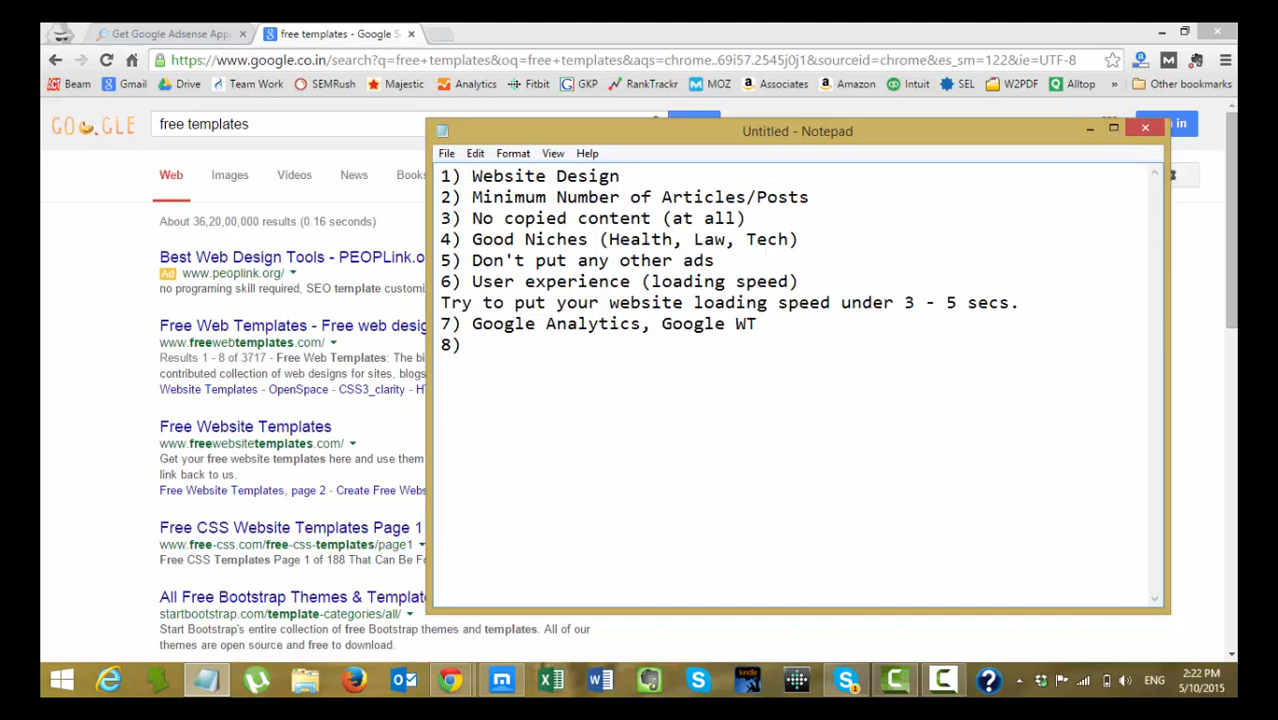 Get Google Adsense App
free templates - Google S
https://www.google.co.in/search?q=free+templates&oq=free+templates&aqs=chrome..69i57.2545j0j1&sourceid=chrome&es_sm=122&ie=UTF-8
Beam Gmail Drive Team Work SEMRush Majestic Analytics Fitbit GKP RankTrackr MOZ Associates Amazon Intuit SEL W2PDF Alltop » Other bookmarks
free templates
in
Web Images Videos News Books
About 36,20,00,000 results (0.16 seconds)
Best Web Design Tools - PEOPLink.o
Ad www.peoplink.org/
no programing skill required, SEO template customi
Free Web Templates - Free web desig
www.freewebtemplates.com/
Results 1 - 8 of 3717 - Free Web Templates: The bi
contributed collection of web designs for sites, blogs
Website Templates - OpenSpace - CSS3_clarity - H
Free Website Templates
www.freewebsitetemplates.com/
Get your free website templates here and use them
link back to us.
Free Website Templates, page 2 - Create Free Webs
Free CSS Website Templates Page 1
www.free-css.com/free-css-templates/page1
Free CSS Templates Page 1 of 188 That Can Be F
All Free Bootstrap Themes & Templat
startbootstrap.com/template-categories/all/
Start Bootstrap's entire collection of free Bootstrap themes and templates. All of our
themes are open source and free to download.
Untitled - Notepad
File Edit Format View Help
1) Website Design
2) Minimum Number of Articles/Posts
3) No copied content (at all)
4) Good Niches (Health, Law, Tech)
5) Don't put any other ads
6) User experience (loading speed)
Try to put your website loading speed under 3 - 5 secs.
7) Google Analytics, Google WT
8)
kindle
ENG
2:22 PM
5/10/2015